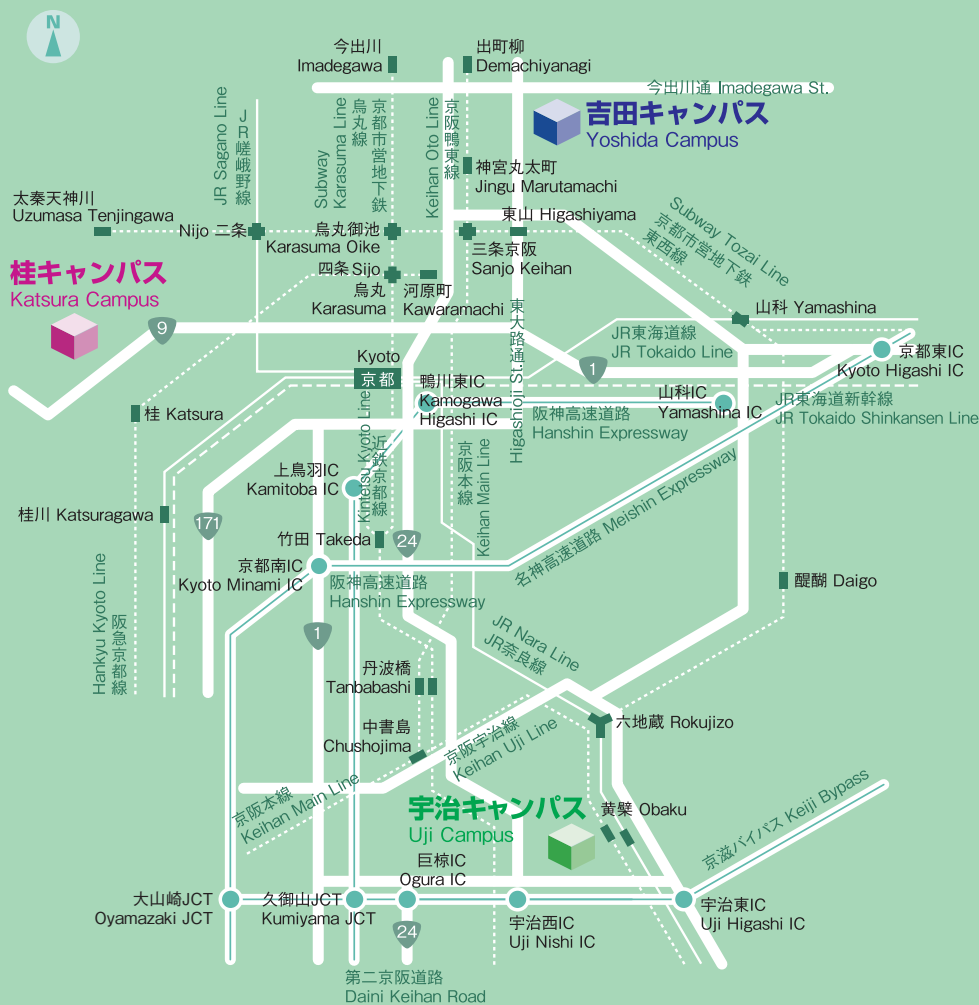 N
今出川
Imadegawa
出町柳
Demachiyanagi
今出川通 Imadegawa St.
吉田キャンパス
Yoshida Campus
JR Sagano Line
JR嵯峨野線
Subway
Karasuma Line
烏丸線
京都市営地下鉄
Keihan Oto Line
京阪鴨東線
神宮丸太町
Jingu Marutamachi
太秦天神川
Uzumasa Tenjingawa
Nijo 二条
烏丸御池
Karasuma Oike
東山 Higashiyama
三条京阪
Sanjo Keihan
Subway Tozai Line
京都市営地下鉄
東西線
桂キャンパス
Katsura Campus
四条 Sijo
烏丸
Karasuma
河原町
Kawaramachi
東大路通
Higashioji St.
山科 Yamashina
9
JR東海道線
JR Tokaido Line
1
京都東IC
Kyoto Higashi IC
Kyoto
京都
鴨川東IC
Kamogawa
Higashi IC
阪神高速道路
Hanshin Expressway
山科IC
Yamashina IC
JR東海道新幹線
JR Tokaido Shinkansen Line
桂 Katsura
上鳥羽IC
Kamitoba IC
Kintetsu Kyoto Line
近鉄京都線
京阪本線
Keihan Main Line
名神高速道路 Meishin Expressway
桂川 Katsuragawa
171
竹田 Takeda
24
京都南IC
Kyoto Minami IC
阪神高速道路
Hanshin Expressway
醍醐 Daigo
Hankyu Kyoto Line
阪急京都線
1
JR Nara Line
JR奈良線
丹波橋
Tanbabashi
中書島
Chushojima
京阪宇治線
Keihan Uji Line
六地蔵 Rokujizo
京阪本線
Keihan Main Line
宇治キャンパス
Uji Campus
黄檗 Obaku
京滋バイパス Keiji Bypass
巨椋IC
Ogura IC
大山崎JCT
Oyamazaki JCT
久御山JCT
Kumiyama JCT
24
宇治西IC
Uji Nishi IC
宇治東IC
Uji Higashi IC
第二京阪道路
Daini Keihan Road